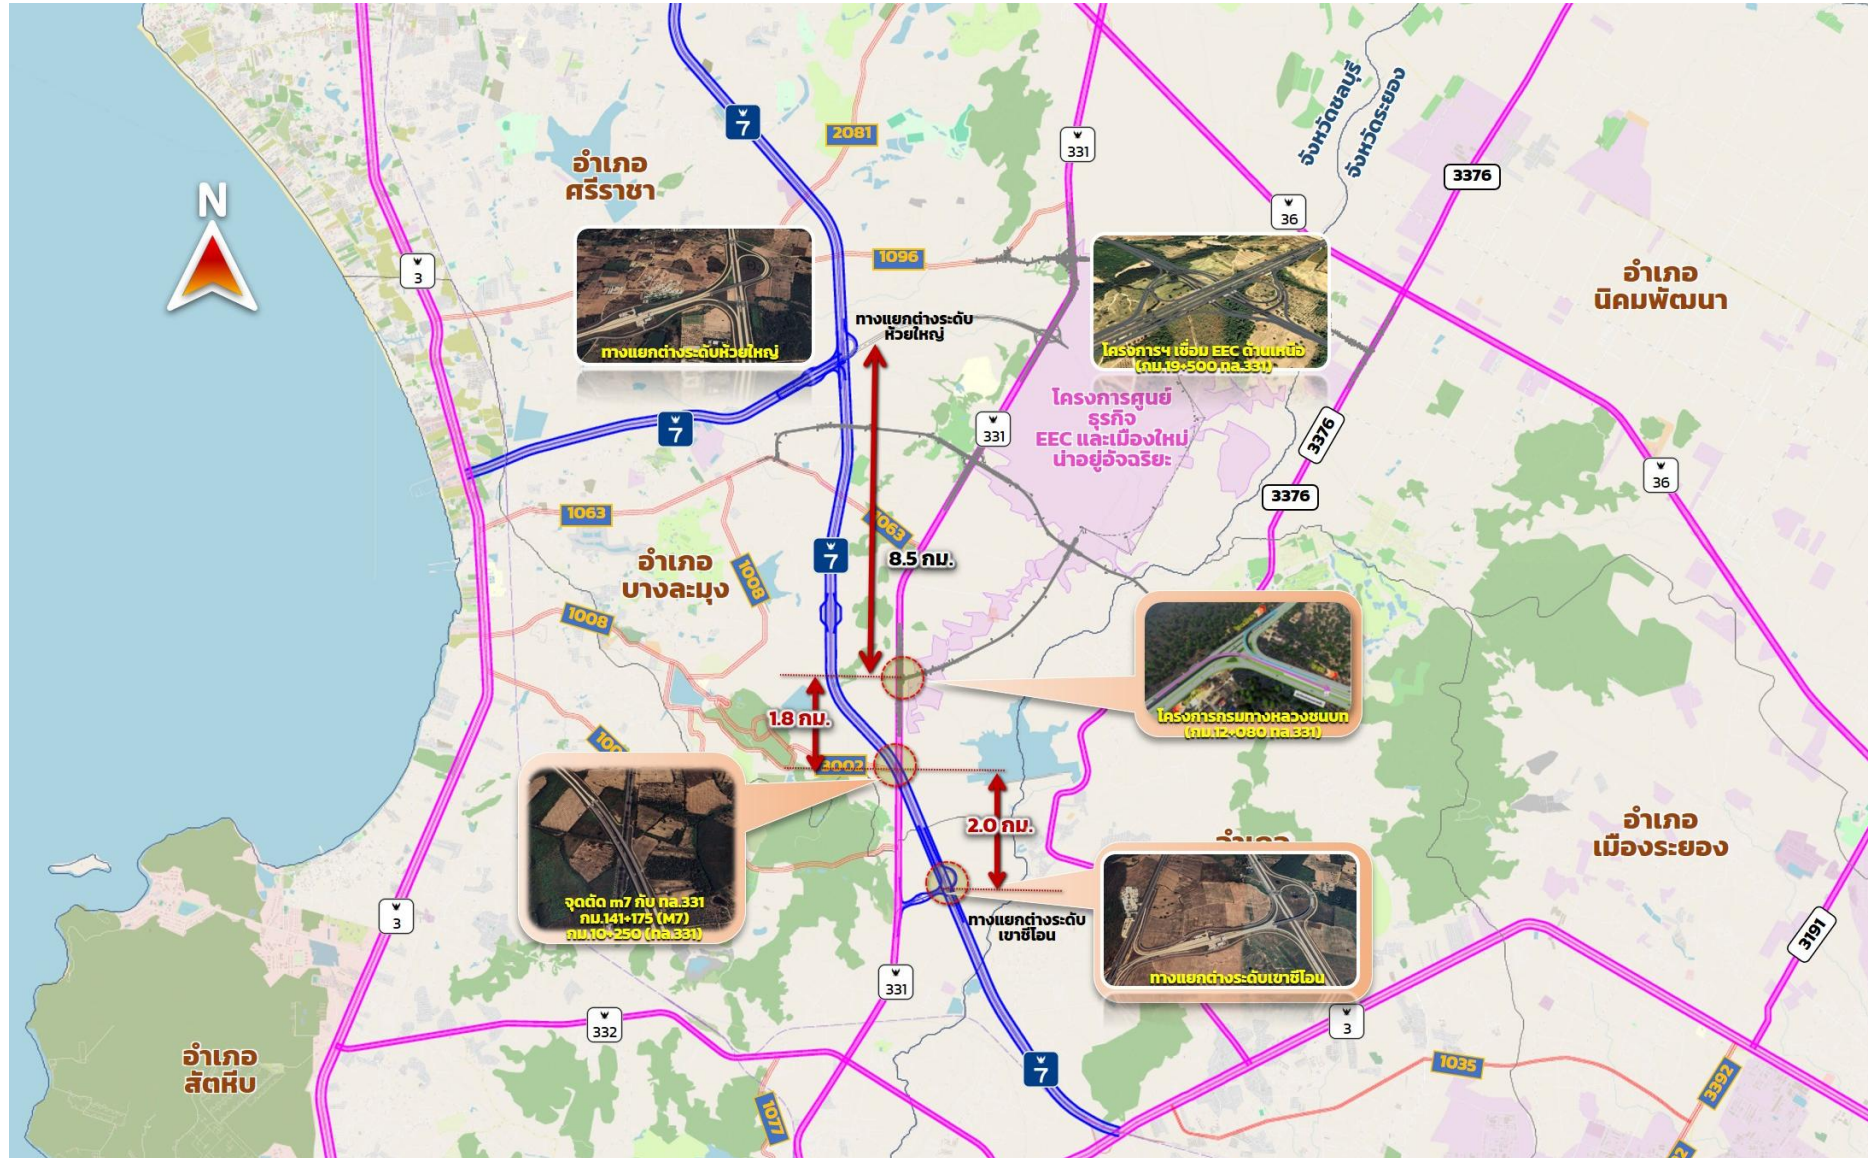 7
2081
331
จังหวัดชลบุรี
จังหวัดระยอง
3376
36
อำเภอ
ศรีราชา
N
3
1096
อำเภอ
นิคมพัฒนา
ทางแยกต่างระดับห้วยใหญ่
ทางแยกต่างระดับ
ห้วยใหญ่
โครงการฯ เชื่อม EEC ด้านเหนือ
(กม.19+500 ทล.331)
โครงการศูนย์
ธุรกิจ
EEC และเมืองใหม่
น่าอยู่อัจฉริยะ
7
331
3376
36
3376
1063
1063
7
8.5 กม.
อำเภอ
บางละมุง
1008
1008
โครงการกรมทางหลวงชนบท
(กม.12+080 ทล.331)
1.8 กม.
3002
2.0 กม.
อำเภอ
อำเภอ
เมืองระยอง
จุดตัด m7 กับ ทล.331
กม.141+175 (M7)
กม.10+250 (ทล.331)
3
ทางแยกต่างระดับ
เขาชีโอน
ทางแยกต่างระดับเขาชีโอน
3191
331
332
3
อำเภอ
สัตหีบ
7
1035
3392
1077